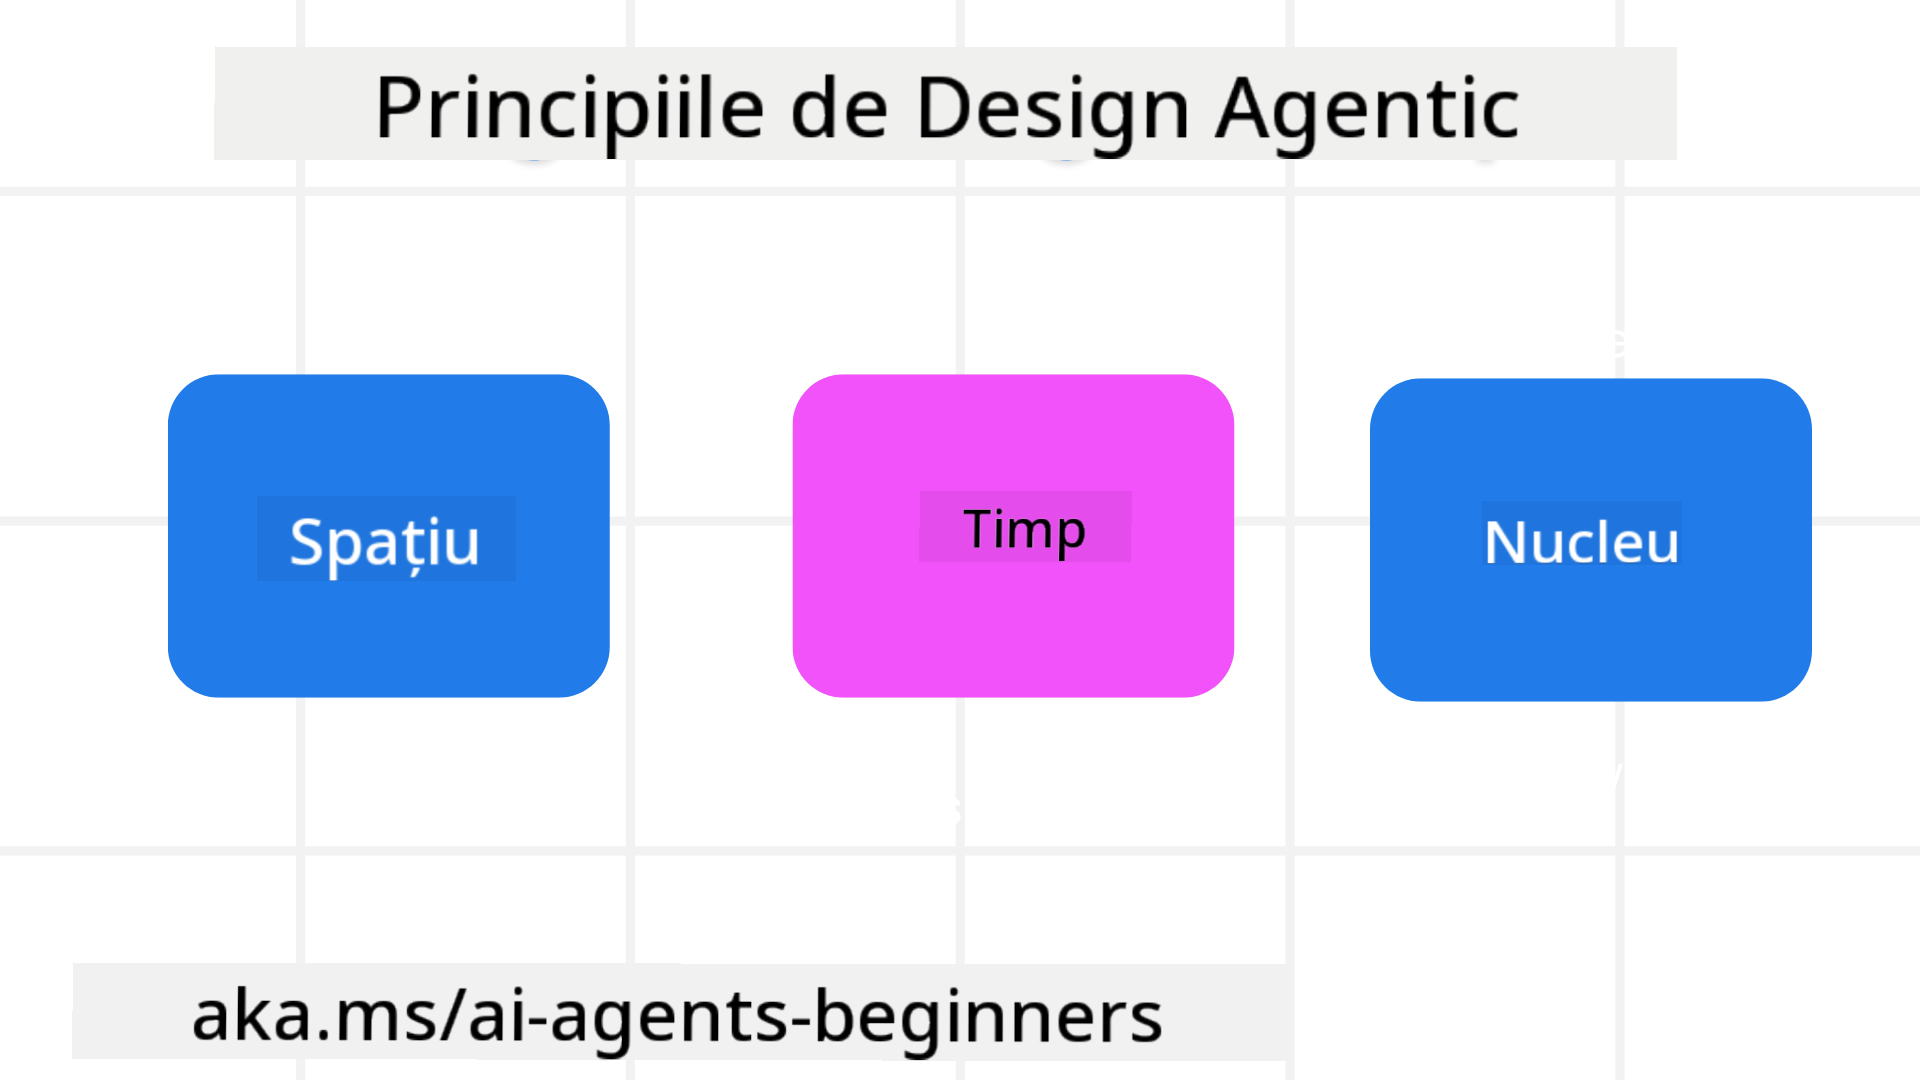 Principiile de Design Agentic
Spațiu
Timp
Nucleu
aka.ms/ai-agents-beginners